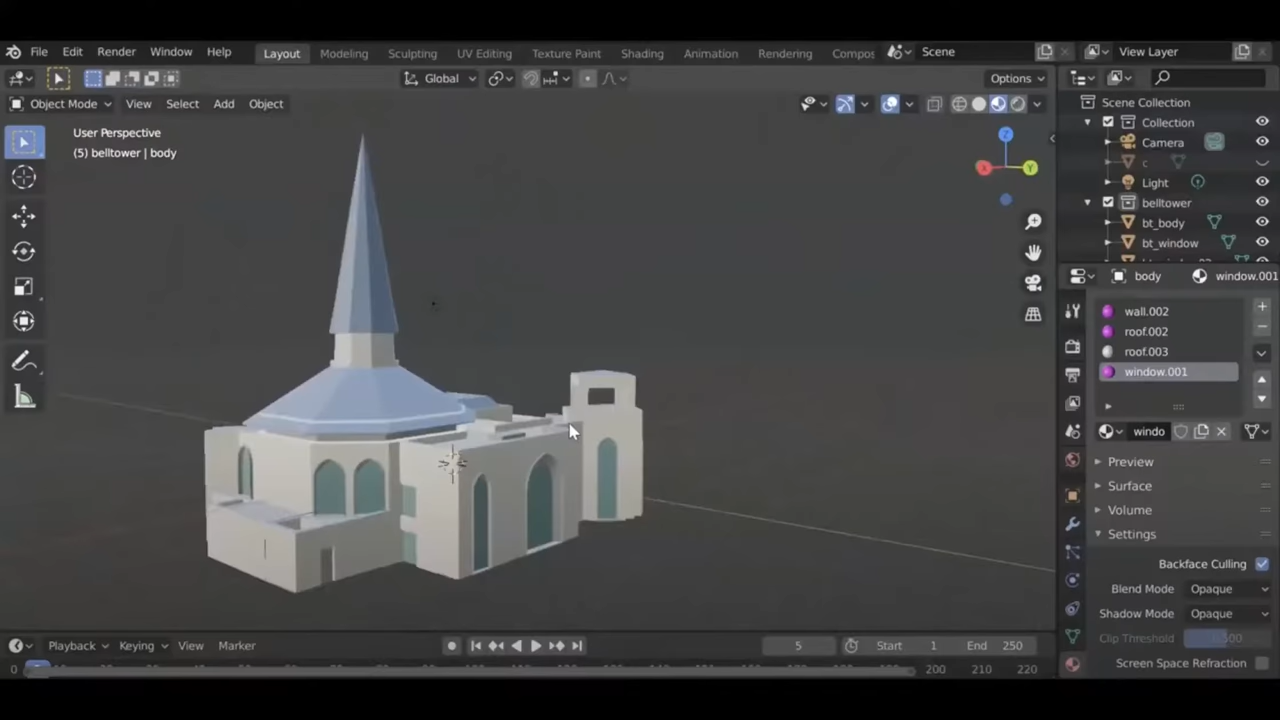 File Edit Render Window Help Layout Modeling Sculpting UV Editing Texture Paint Shading Animation Rendering Compos Scene View Layer
Global Options
Object Mode View Select Add Object
User Perspective
(5) belltower | body
Z
X
Y
Scene Collection
Collection
Camera
c
Light
belltower
bt_body
bt_window
body window.001
wall.002
roof.002
roof.003
window.001
windo
Preview
Surface
Volume
Settings
Backface Culling
Blend Mode Opaque
Shadow Mode Opaque
Clip Threshold
Screen Space Refraction
Playback Keying View Marker 5 Start 1 End 250
0 200 220